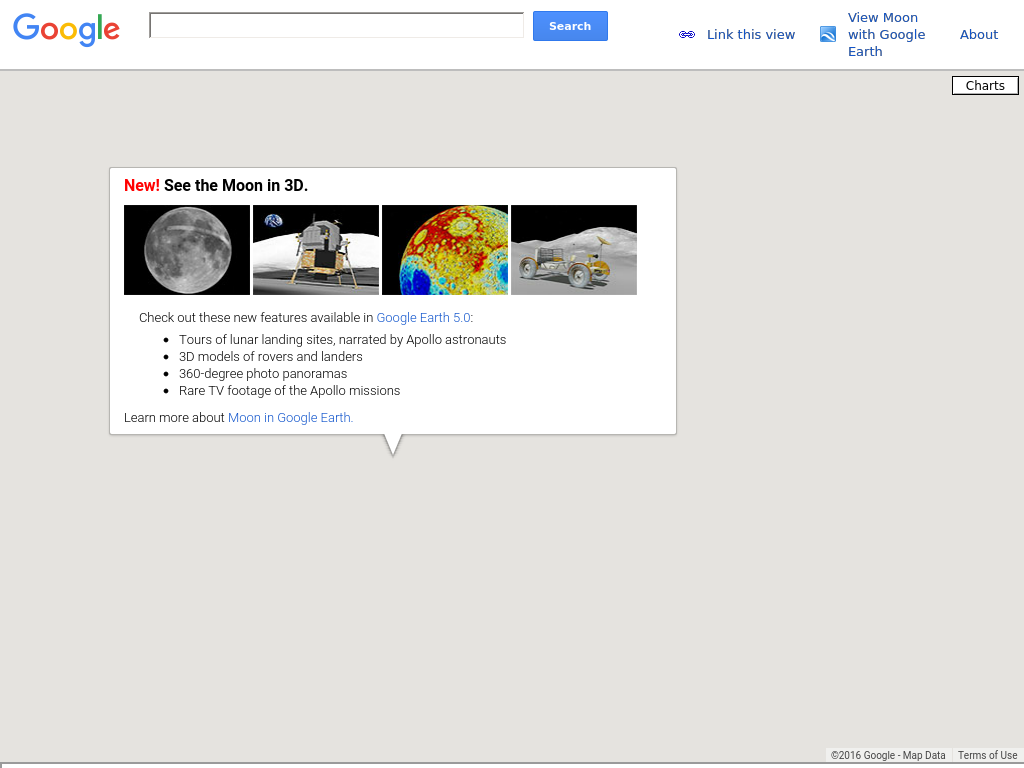 Google
Search
Link this view
View Moon
with Google
Earth
About
Charts
New! See the Moon in 3D.
Check out these new features available in Google Earth 5.0:
• Tours of lunar landing sites, narrated by Apollo astronauts
• 3D models of rovers and landers
• 360-degree photo panoramas
• Rare TV footage of the Apollo missions
Learn more about Moon in Google Earth.
©2016 Google - Map Data
Terms of Use